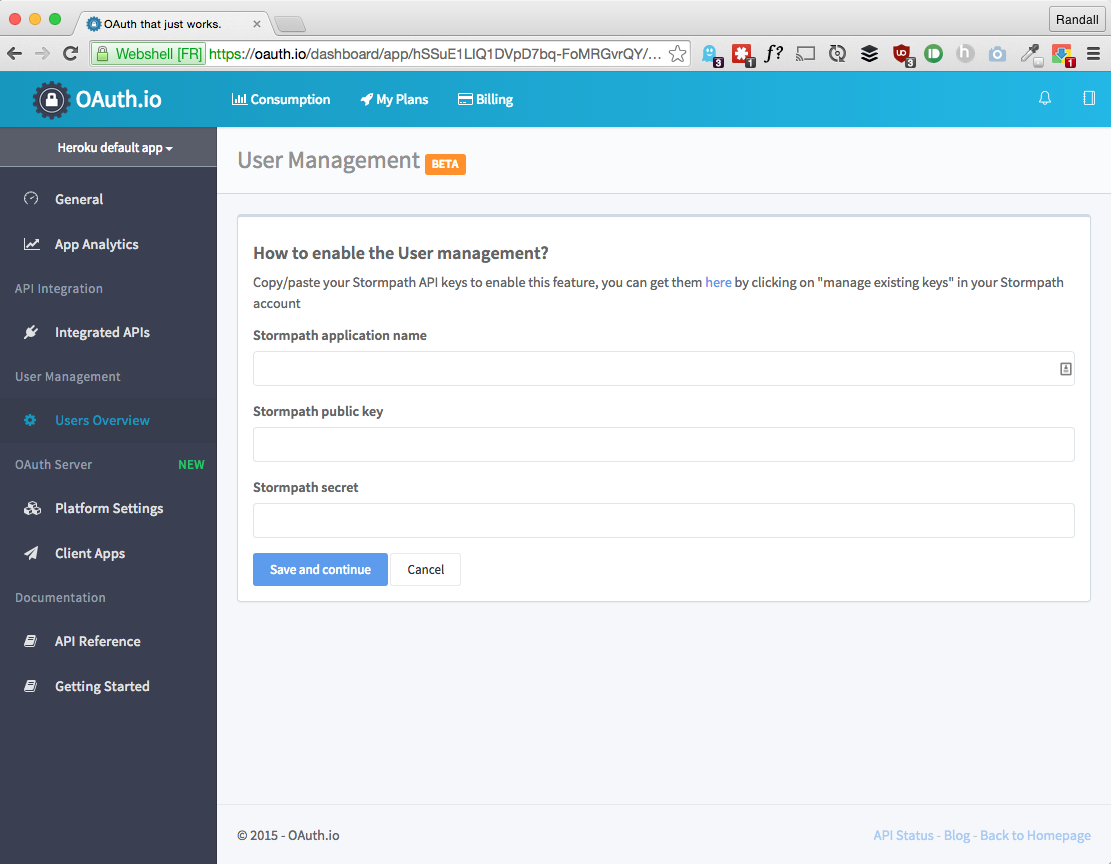 OAuth that just works.
Randall
Webshell [FR] https://oauth.io/dashboard/app/hSSuE1LIQ1DVpD7bq-FoMRGvrQY/...
3
1
f?
UD
3
h
1
OAuth.io
Consumption
My Plans
Billing
Heroku default app
General
App Analytics
API Integration
Integrated APIs
User Management
Users Overview
OAuth Server NEW
Platform Settings
Client Apps
Documentation
API Reference
Getting Started
User Management BETA
How to enable the User management?
Copy/paste your Stormpath API keys to enable this feature, you can get them here by clicking on "manage existing keys" in your Stormpath
account
Stormpath application name
Stormpath public key
Stormpath secret
Save and continue
Cancel
© 2015 - OAuth.io
API Status - Blog - Back to Homepage